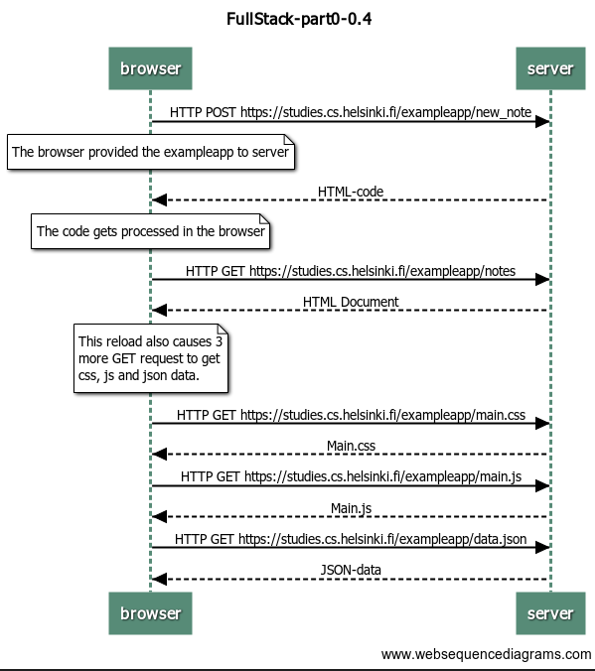 FullStack-part0-0.4
browser
server
HTTP POST https://studies.cs.helsinki.fi/exampleapp/new_note
The browser provided the exampleapp to server
HTML-code
The code gets processed in the browser
HTTP GET https://studies.cs.helsinki.fi/exampleapp/notes
HTML Document
This reload also causes 3
more GET request to get
css, js and json data.
HTTP GET https://studies.cs.helsinki.fi/exampleapp/main.css
Main.css
HTTP GET https://studies.cs.helsinki.fi/exampleapp/main.js
Main.js
HTTP GET https://studies.cs.helsinki.fi/exampleapp/data.json
JSON-data
browser
server
www.websequencediagrams.com